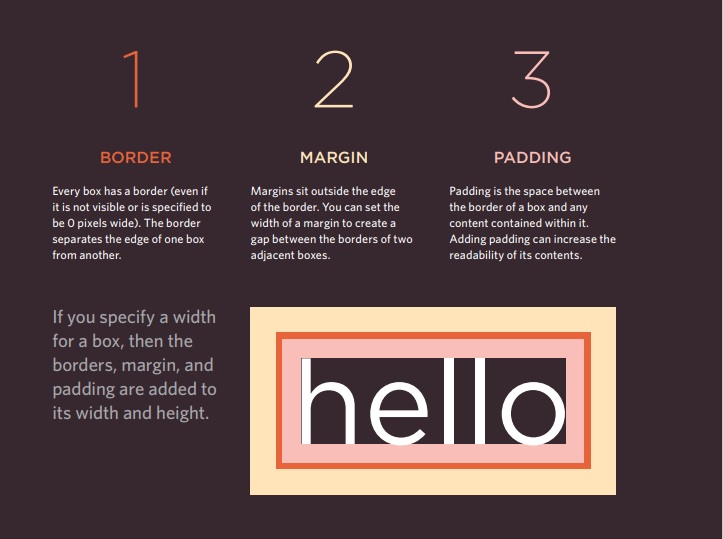 1
BORDER
Every box has a border (even if
it is not visible or is specified to
be 0 pixels wide). The border
separates the edge of one box
from another.
2
MARGIN
Margins sit outside the edge
of the border. You can set the
width of a margin to create a
gap between the borders of two
adjacent boxes.
3
PADDING
Padding is the space between
the border of a box and any
content contained within it.
Adding padding can increase the
readability of its contents.
If you specify a width
for a box, then the
borders, margin, and
padding are added to
its width and height.
hello